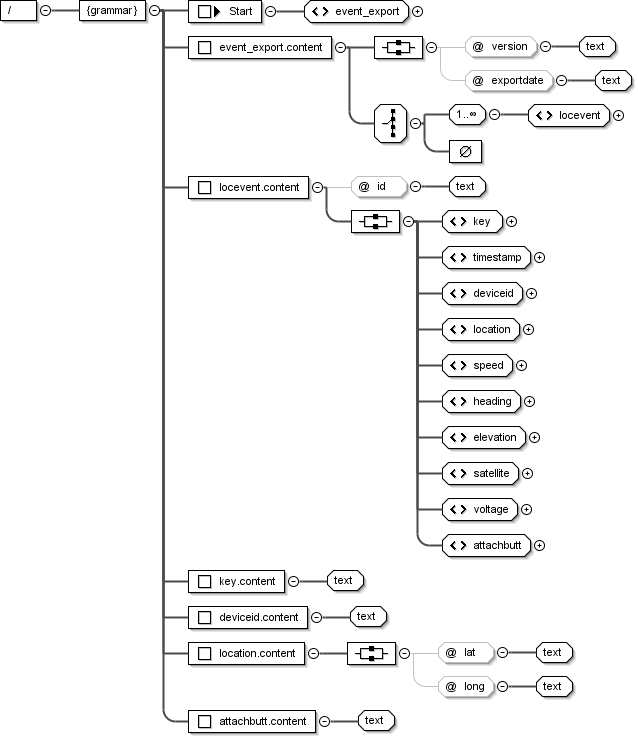 / {grammar} Start event_export
event_export.content @ version text
@ exportdate text
1..∞ locevent
∅
locevent.content @ id text
key
timestamp
deviceid
location
speed
heading
elevation
satellite
voltage
attachbutt
key.content text
deviceid.content text
location.content @ lat text
@ long text
attachbutt.content text